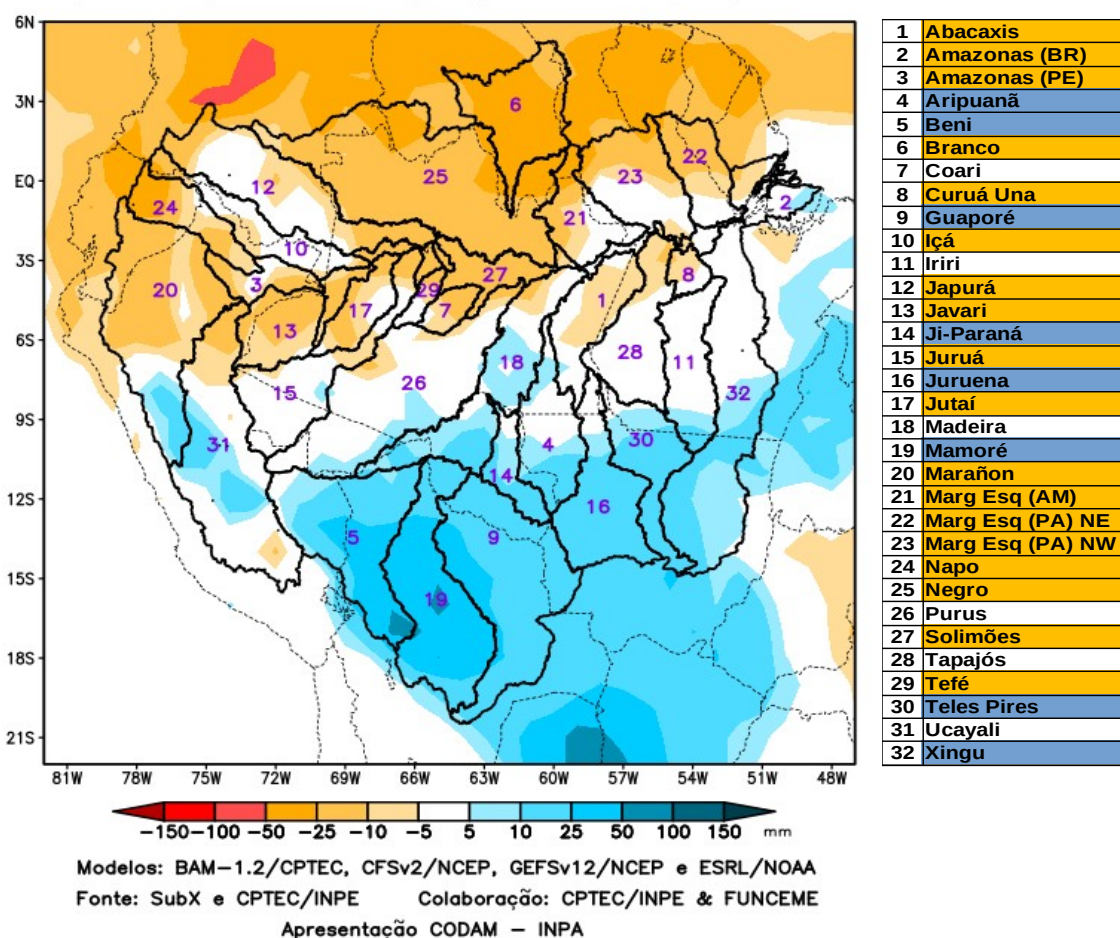 6N
3N
EQ
3S
6S
9S
12S
15S
18S
21S
81W 78W 75W 72W 69W 66W 63W 60W 57W 54W 51W 48W
6
22
25
23
12
2
24
21
10
27
3
8
20
29
1
7
17
13
28
18
11
26
15
32
30
31
4
14
16
5
9
19
-150 -100 -50 -25 -10 -5 5 10 25 50 100 150 mm
Modelos: BAM-1.2/CPTEC, CFSv2/NCEP, GEFSv12/NCEP e ESRL/NOAA
Fonte: SubX e CPTEC/INPE Colaboração: CPTEC/INPE & FUNCEME
Apresentação CODAM - INPA
1 Abacaxis
2 Amazonas (BR)
3 Amazonas (PE)
4 Aripuanã
5 Beni
6 Branco
7 Coari
8 Curuá Una
9 Guaporé
10 Içá
11 Iriri
12 Japurá
13 Javari
14 Ji-Paraná
15 Juruá
16 Juruena
17 Jutaí
18 Madeira
19 Mamoré
20 Marañon
21 Marg Esq (AM)
22 Marg Esq (PA) NE
23 Marg Esq (PA) NW
24 Napo
25 Negro
26 Purus
27 Solimões
28 Tapajós
29 Tefé
30 Teles Pires
31 Ucayali
32 Xingu